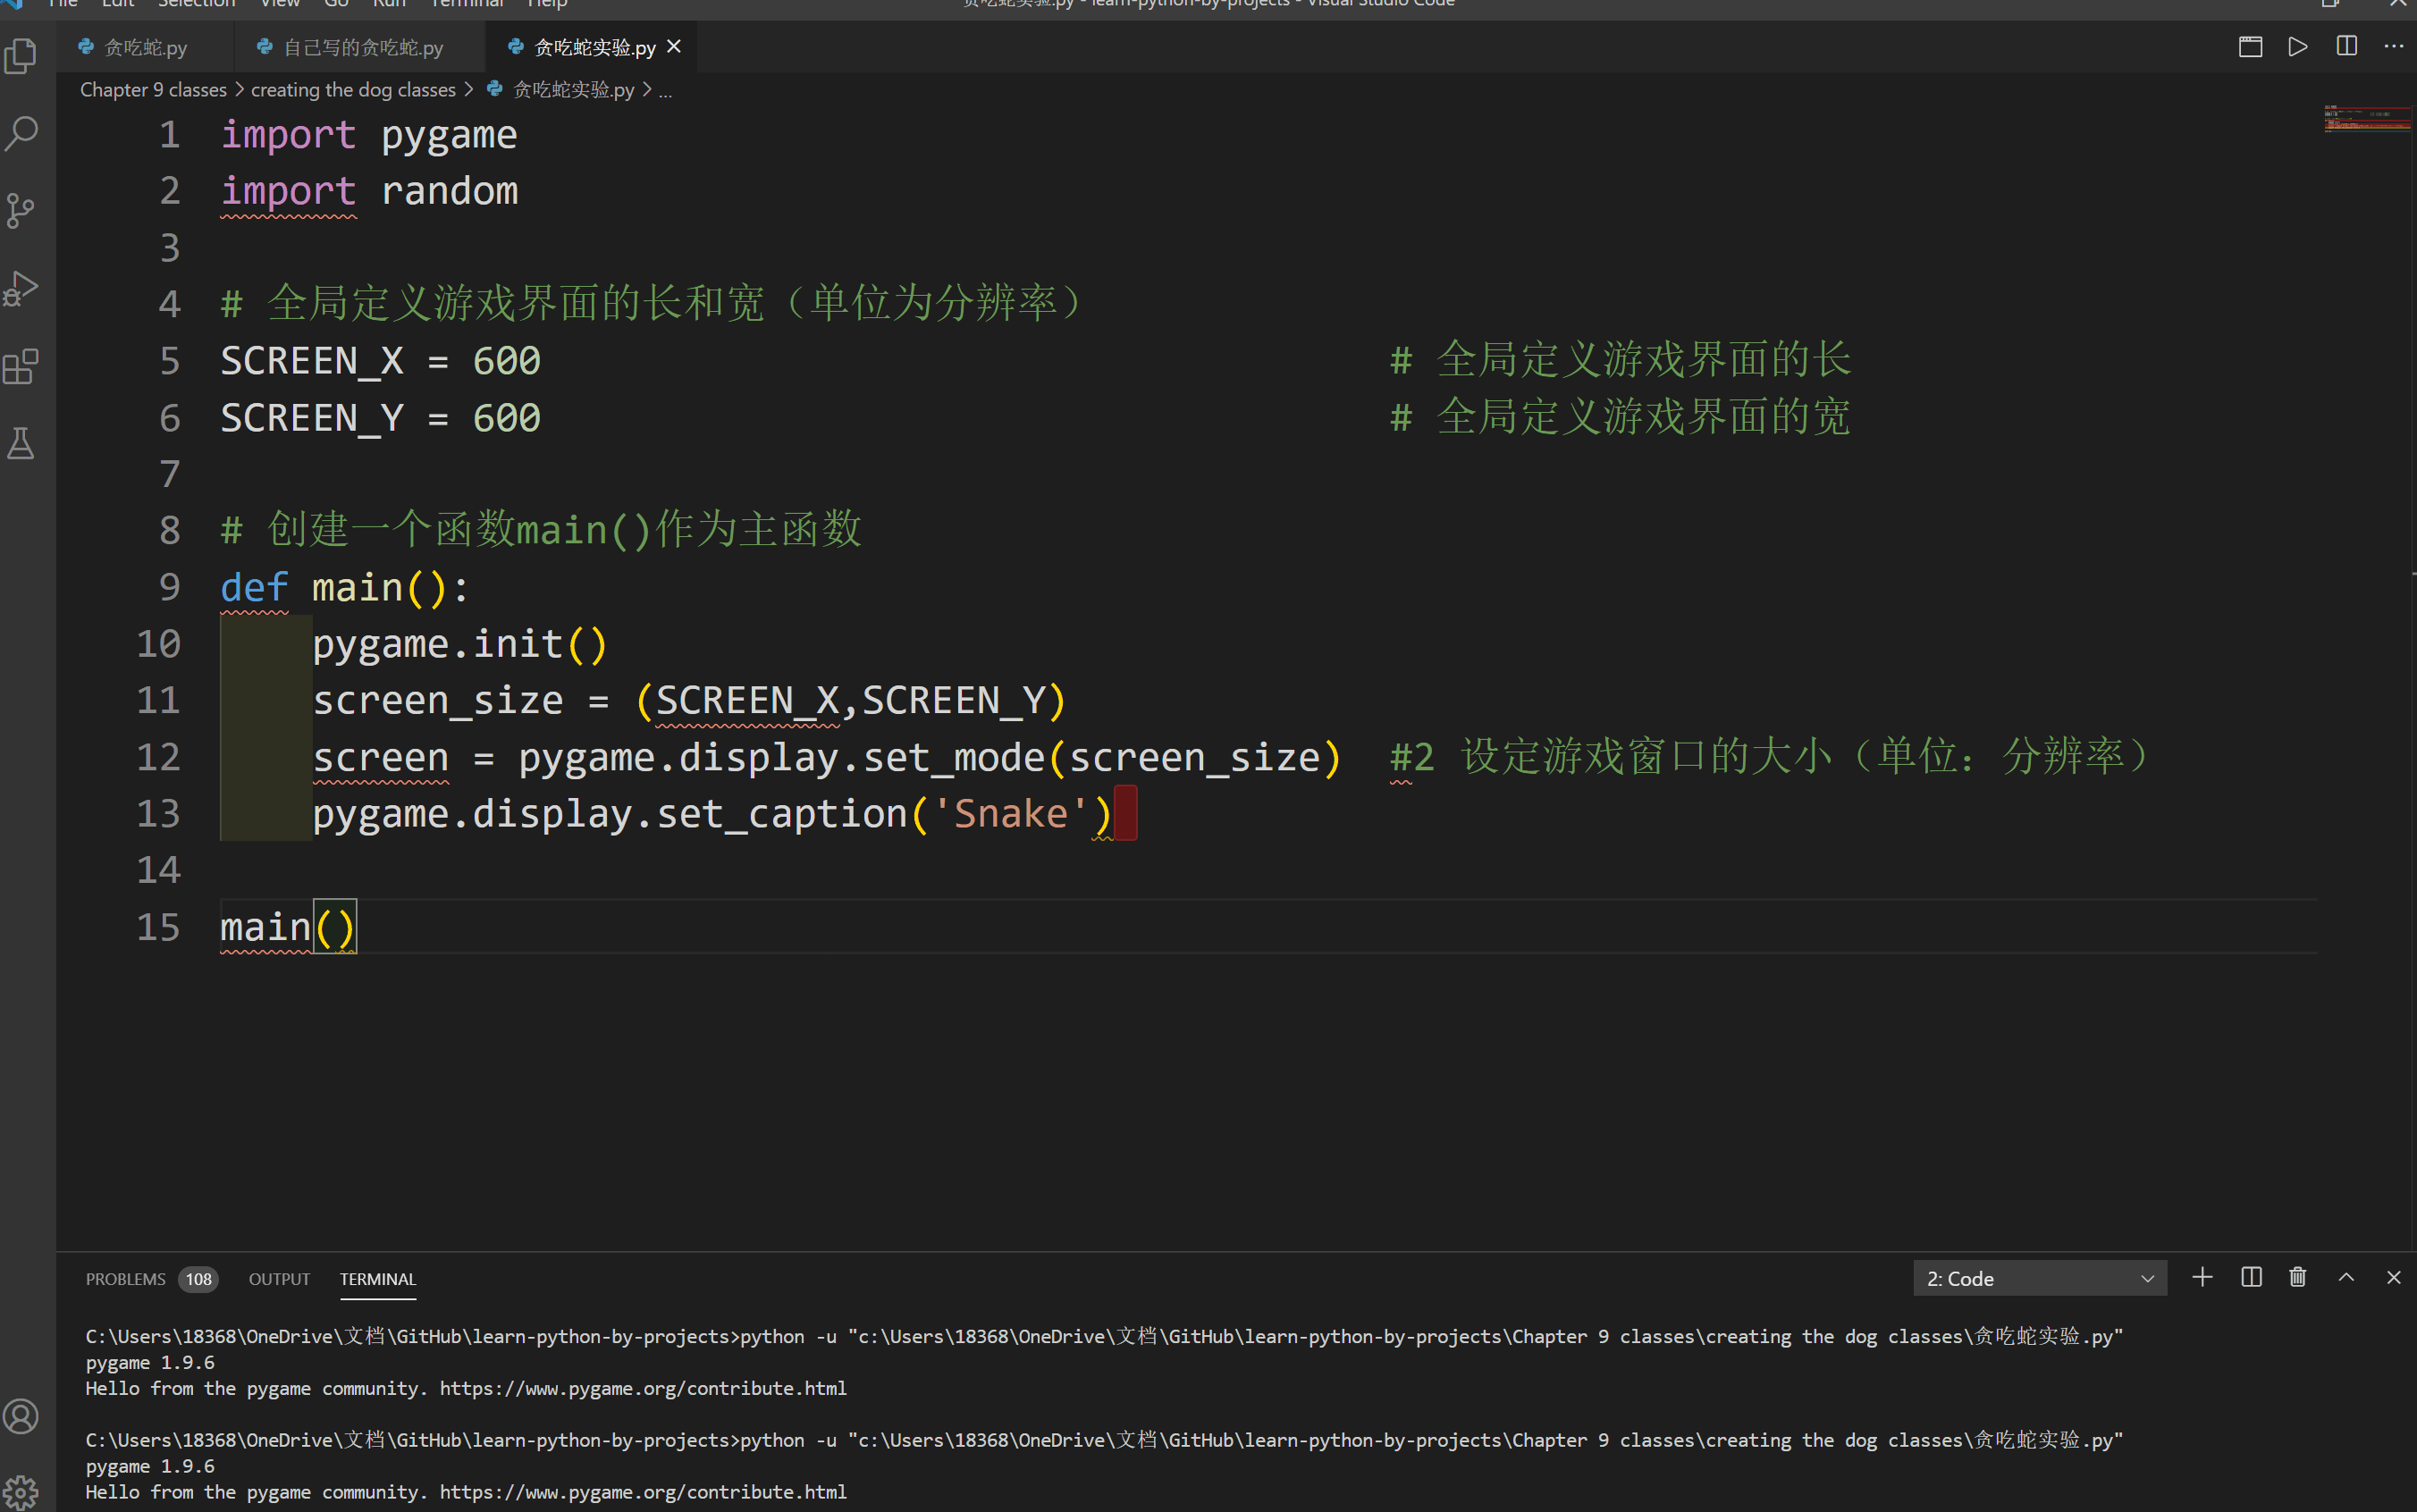 File Edit Selection View Go Run Terminal Help
贪吃蛇实验.py - learn-python-by-projects - Visual Studio Code
贪吃蛇.py
自己写的贪吃蛇.py
贪吃蛇实验.py
Chapter 9 classes > creating the dog classes > 贪吃蛇实验.py > ...
1 import pygame
2 import random
3
4 # 全局定义游戏界面的长和宽（单位为分辨率）
5 SCREEN_X = 600 # 全局定义游戏界面的长
6 SCREEN_Y = 600 # 全局定义游戏界面的宽
7
8 # 创建一个函数main()作为主函数
9 def main():
10 pygame.init()
11 screen_size = (SCREEN_X,SCREEN_Y)
12 screen = pygame.display.set_mode(screen_size) #2 设定游戏窗口的大小（单位：分辨率）
13 pygame.display.set_caption('Snake')
14
15 main()
PROBLEMS 108 OUTPUT TERMINAL
2: Code
C:\Users\18368\OneDrive\文档\GitHub\learn-python-by-projects>python -u "c:\Users\18368\OneDrive\文档\GitHub\learn-python-by-projects\Chapter 9 classes\creating the dog classes\贪吃蛇实验.py"
pygame 1.9.6
Hello from the pygame community. https://www.pygame.org/contribute.html
C:\Users\18368\OneDrive\文档\GitHub\learn-python-by-projects>python -u "c:\Users\18368\OneDrive\文档\GitHub\learn-python-by-projects\Chapter 9 classes\creating the dog classes\贪吃蛇实验.py"
pygame 1.9.6
Hello from the pygame community. https://www.pygame.org/contribute.html